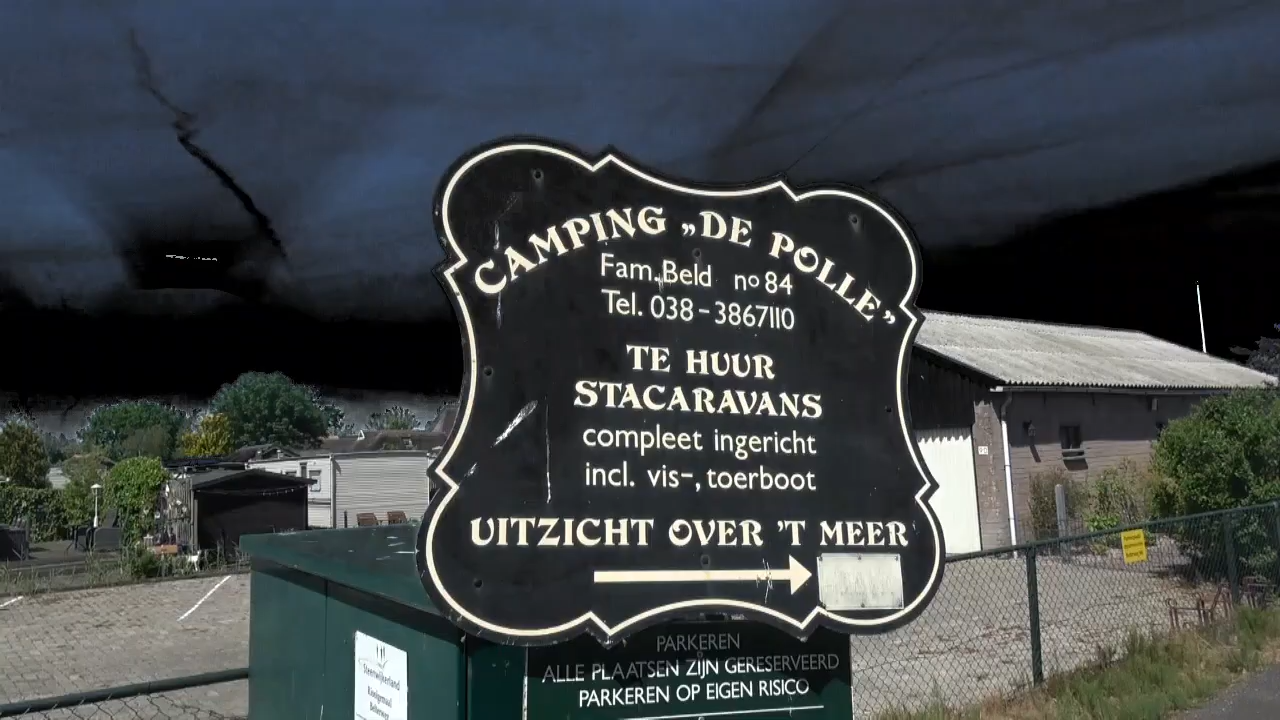 CAMPING „DE POLLE”
Fam. Beld no 84
Tel. 038-3867110
TE HUUR
STACARAVANS
compleet ingericht
incl. vis-, toerboot
UITZICHT OVER 'T MEER
PARKEREN
ALLE PLAATSEN ZIJN GERESERVEERD
PARKEREN OP EIGEN RISICO
Steenwijkerland